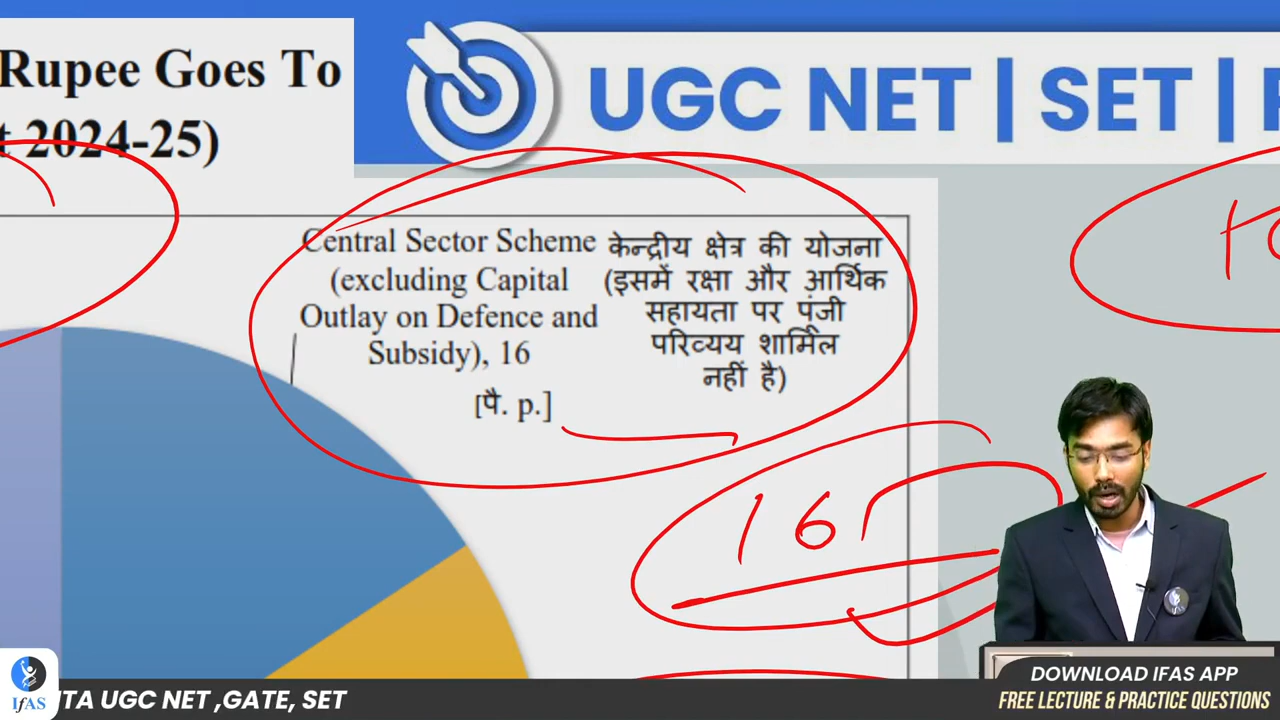 Rupee Goes To
t 2024-25)
UGC NET | SET |
Central Sector Scheme
(excluding Capital
Outlay on Defence and
Subsidy), 16
[पै. p.]
केन्द्रीय क्षेत्र की योजना
(इसमें रक्षा और आर्थिक
सहायता पर पूंजी
परिव्यय शामिल
नहीं है)
16
IfAS
NTA UGC NET ,GATE, SET
DOWNLOAD IFAS APP
FREE LECTURE & PRACTICE QUESTIONS